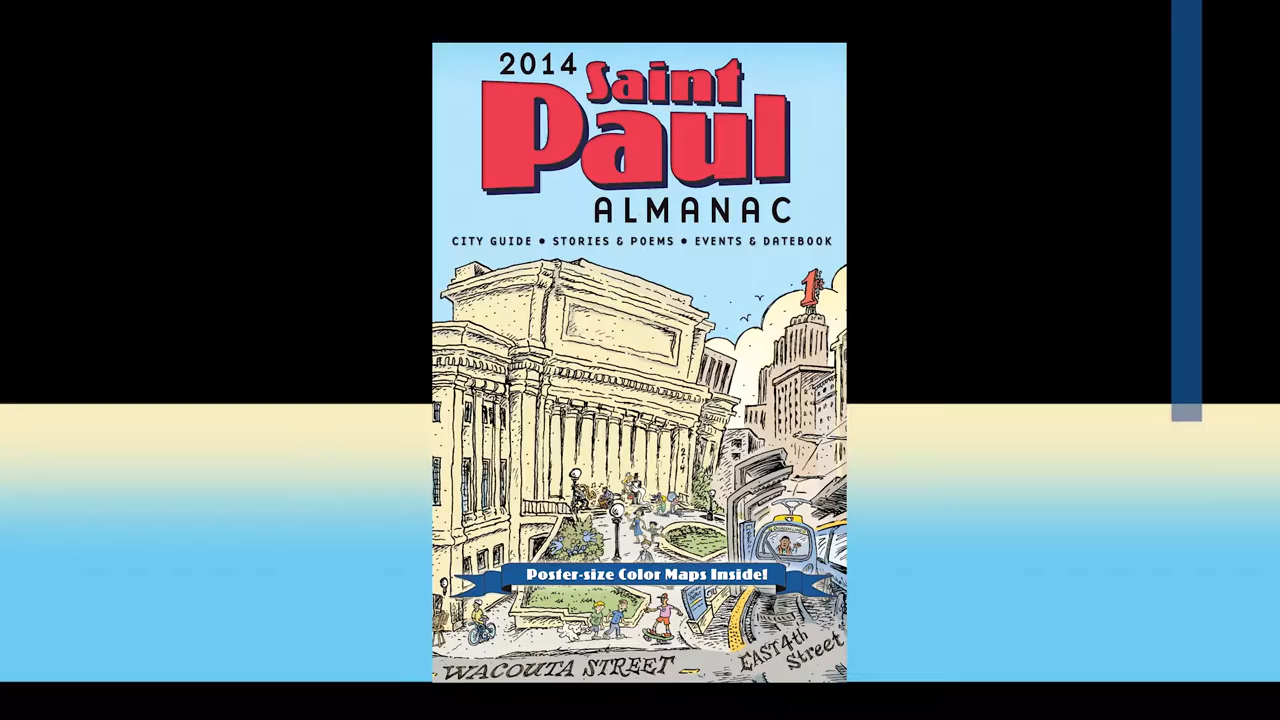 2014
Saint
Paul
ALMANAC
CITY GUIDE • STORIES & POEMS • EVENTS & DATEBOOK
1st
Poster-size Color Maps Inside!
WACOUTA STREET
EAST 4th
Street